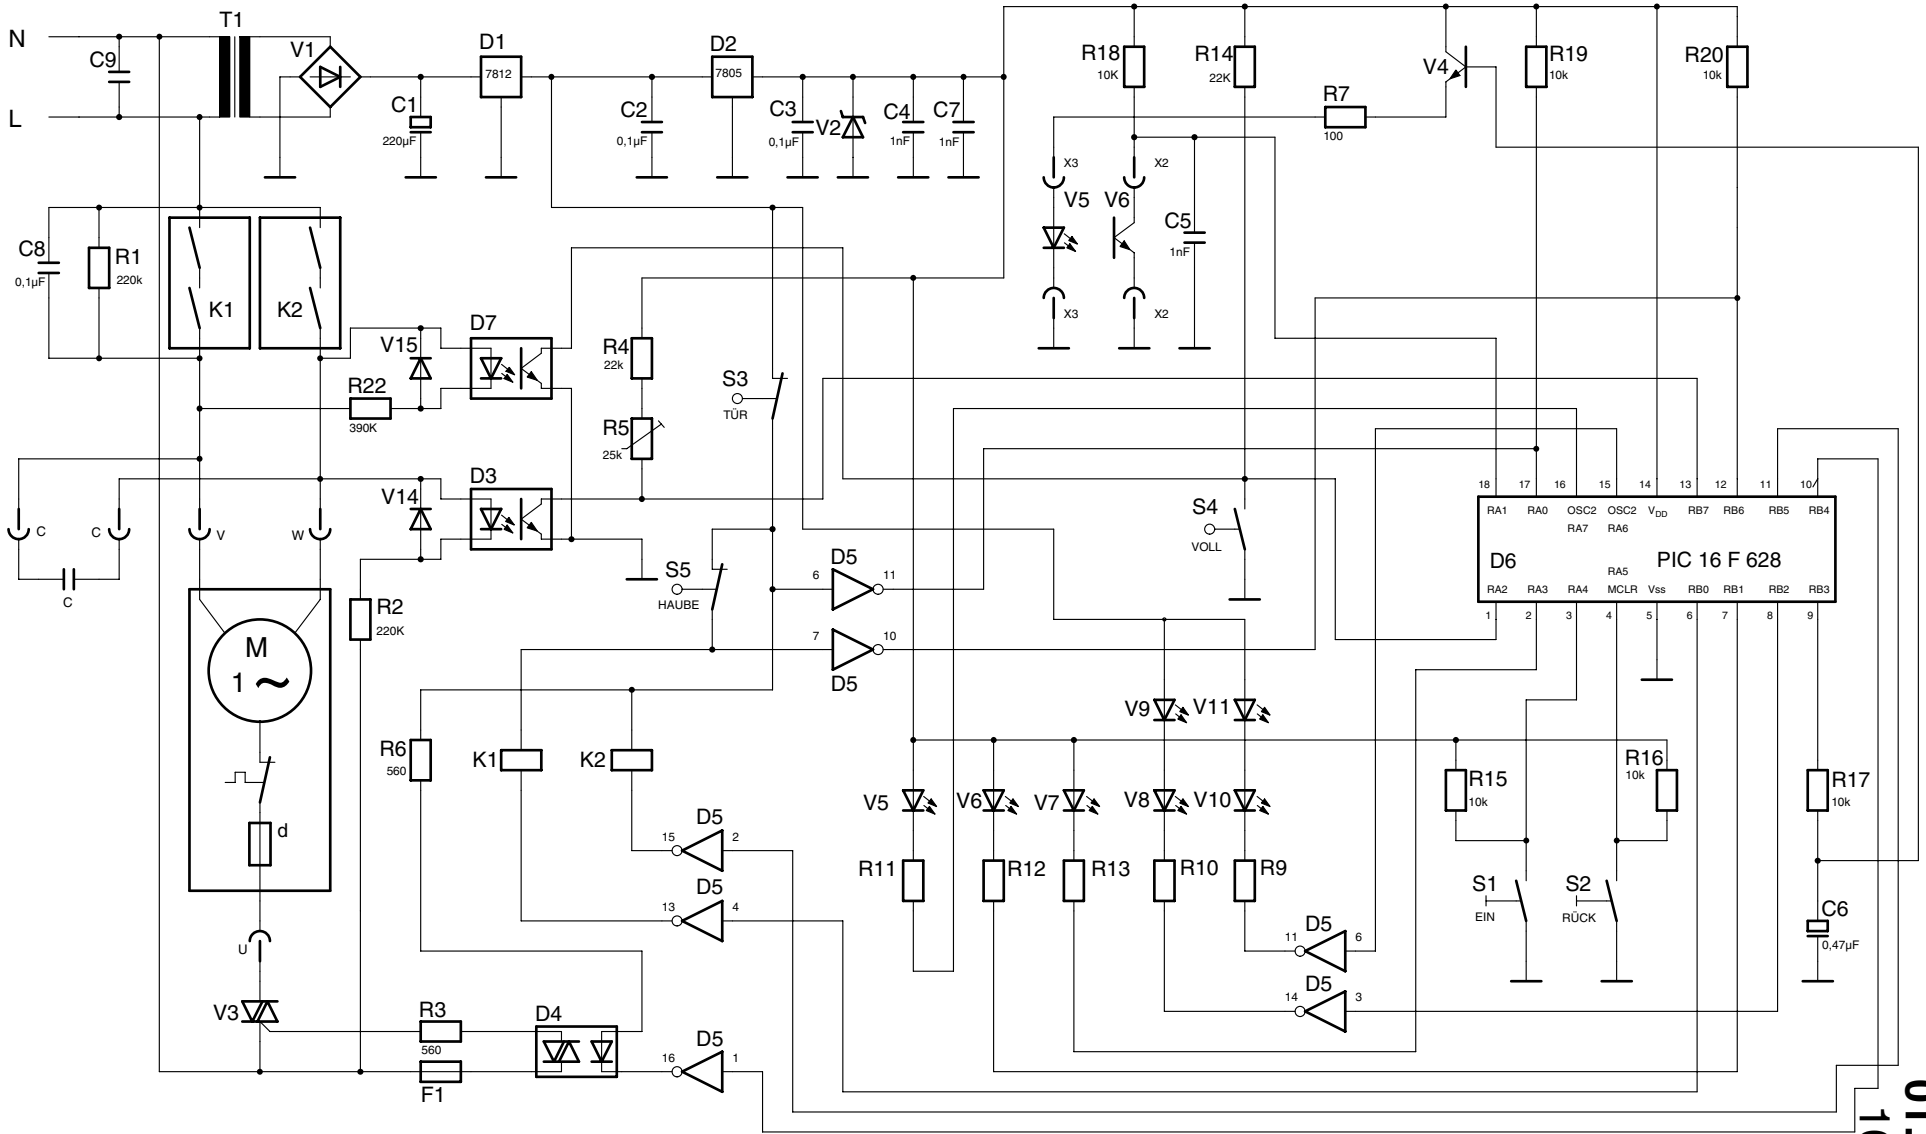 T1
N
C9
V1
D1
7812
D2
7805
L
C1
220µF
C2
0,1µF
C3
0,1µF
V2
C4
1nF
C7
1nF
R18
10K
R14
22K
V4
R19
10k
R20
10k
R7
100
X3
X2
V5
V6
C5
1nF
X3
X2
C8
0,1µF
R1
220k
K1
K2
D7
V15
R22
390K
R4
22k
R5
25k
S3
TÜR
D3
V14
C
C
V
W
C
S5
HAUBE
D5
6
11
7
10
D5
S4
VOLL
18
17
16
15
14
13
12
11
10
RA1
RA0
OSC2
RA7
OSC2
RA6
VDD
RB7
RB6
RB5
RB4
D6
PIC 16 F 628
RA2
RA3
RA4
RA5
MCLR
Vss
RB0
RB1
RB2
RB3
1
2
3
4
5
6
7
8
9
R2
220K
M
1 ~
d
U
R6
560
K1
K2
D5
15
2
D5
13
4
V9
V11
V5
V6
V7
V8
V10
R11
R12
R13
R10
R9
R15
10k
R16
10k
R17
10k
S1
EIN
S2
RÜCK
C6
0,47µF
D5
11
6
D5
14
3
V3
R3
560
D4
F1
D5
16
1